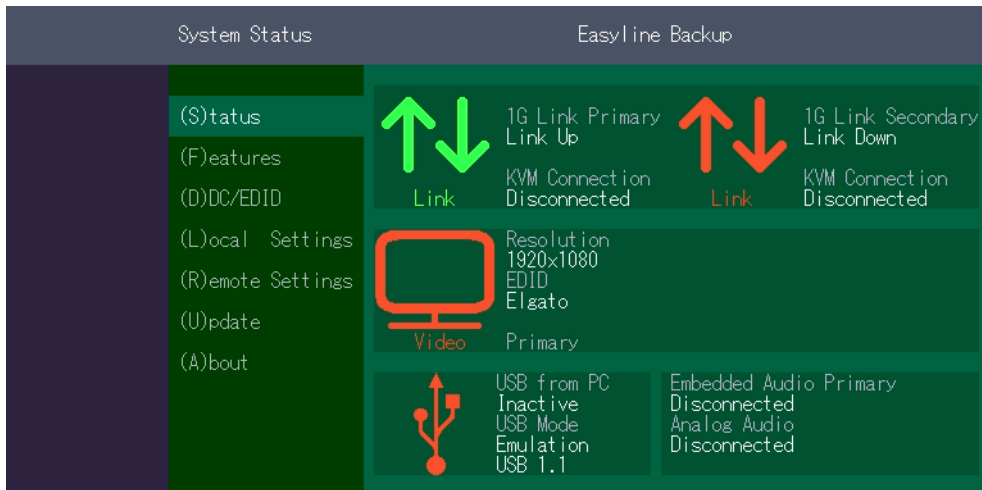 System Status
Easyline Backup
(S)tatus
(F)eatures
(D)DC/EDID
(L)ocal Settings
(R)emote Settings
(U)pdate
(A)bout
Link
1G Link Primary
Link Up
KVM Connection
Disconnected
Link
1G Link Secondary
Link Down
KVM Connection
Disconnected
Video
Resolution
1920x1080
EDID
Elgato
Primary
USB from PC
Inactive
USB Mode
Emulation
USB 1.1
Embedded Audio Primary
Disconnected
Analog Audio
Disconnected